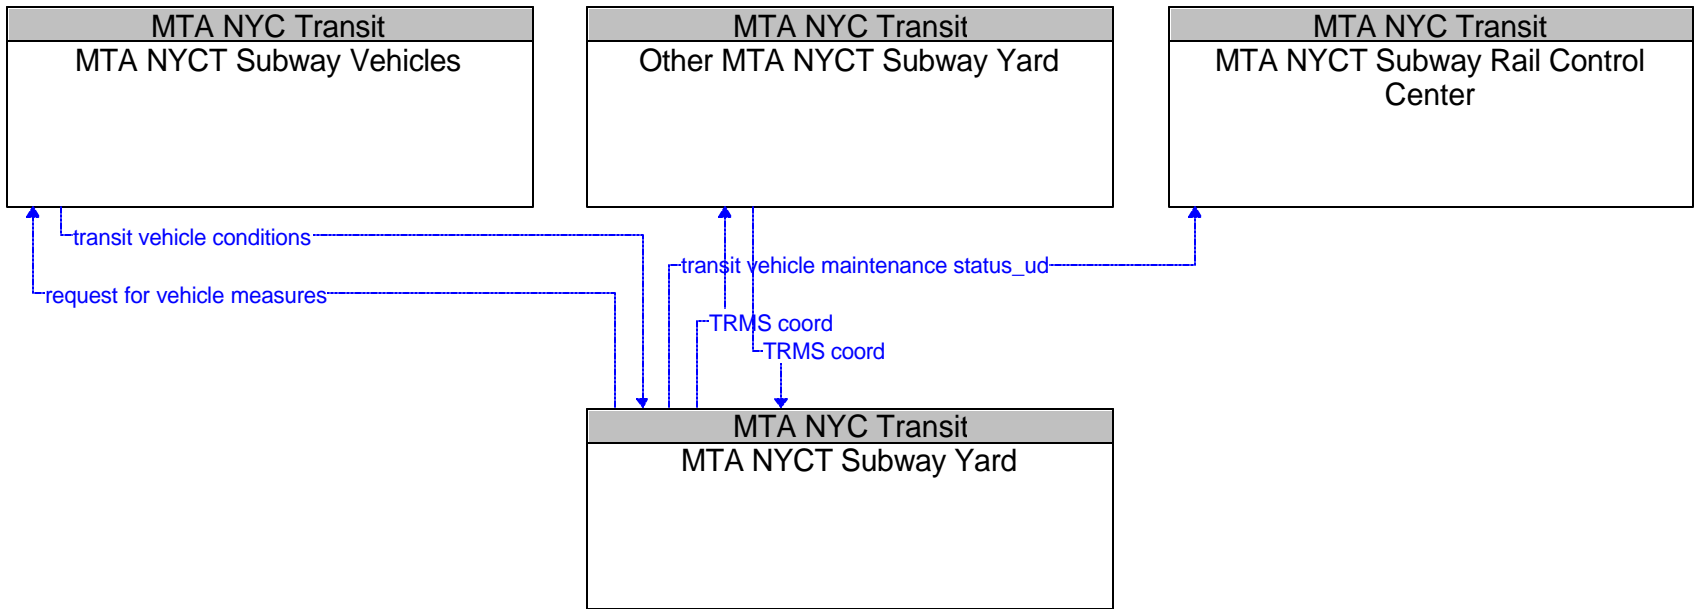 MTA NYC Transit
MTA NYCT Subway Vehicles
MTA NYC Transit
Other MTA NYCT Subway Yard
MTA NYC Transit
MTA NYCT Subway Rail Control
Center
transit vehicle conditions
transit vehicle maintenance status_ud
request for vehicle measures
TRMS coord
TRMS coord
MTA NYC Transit
MTA NYCT Subway Yard